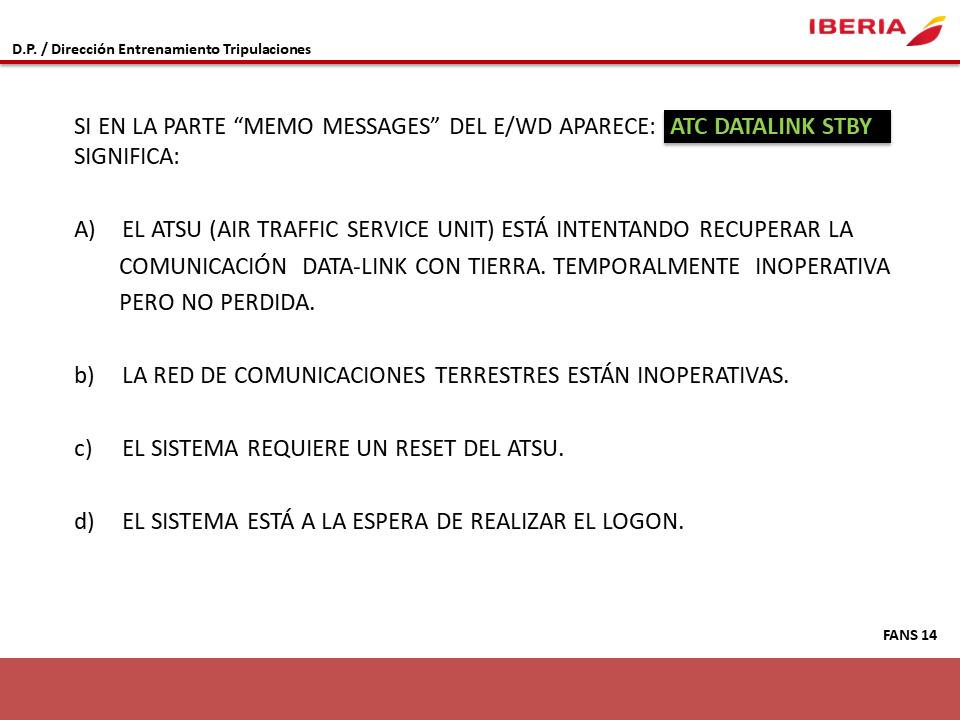 IBERIA
D.P. / Dirección Entrenamiento Tripulaciones
SI EN LA PARTE “MEMO MESSAGES” DEL E/WD APARECE: ATC DATALINK STBY
SIGNIFICA:
A) EL ATSU (AIR TRAFFIC SERVICE UNIT) ESTÁ INTENTANDO RECUPERAR LA
COMUNICACIÓN DATA-LINK CON TIERRA. TEMPORALMENTE INOPERATIVA
PERO NO PERDIDA.
b) LA RED DE COMUNICACIONES TERRESTRES ESTÁN INOPERATIVAS.
c) EL SISTEMA REQUIERE UN RESET DEL ATSU.
d) EL SISTEMA ESTÁ A LA ESPERA DE REALIZAR EL LOGON.
FANS 14